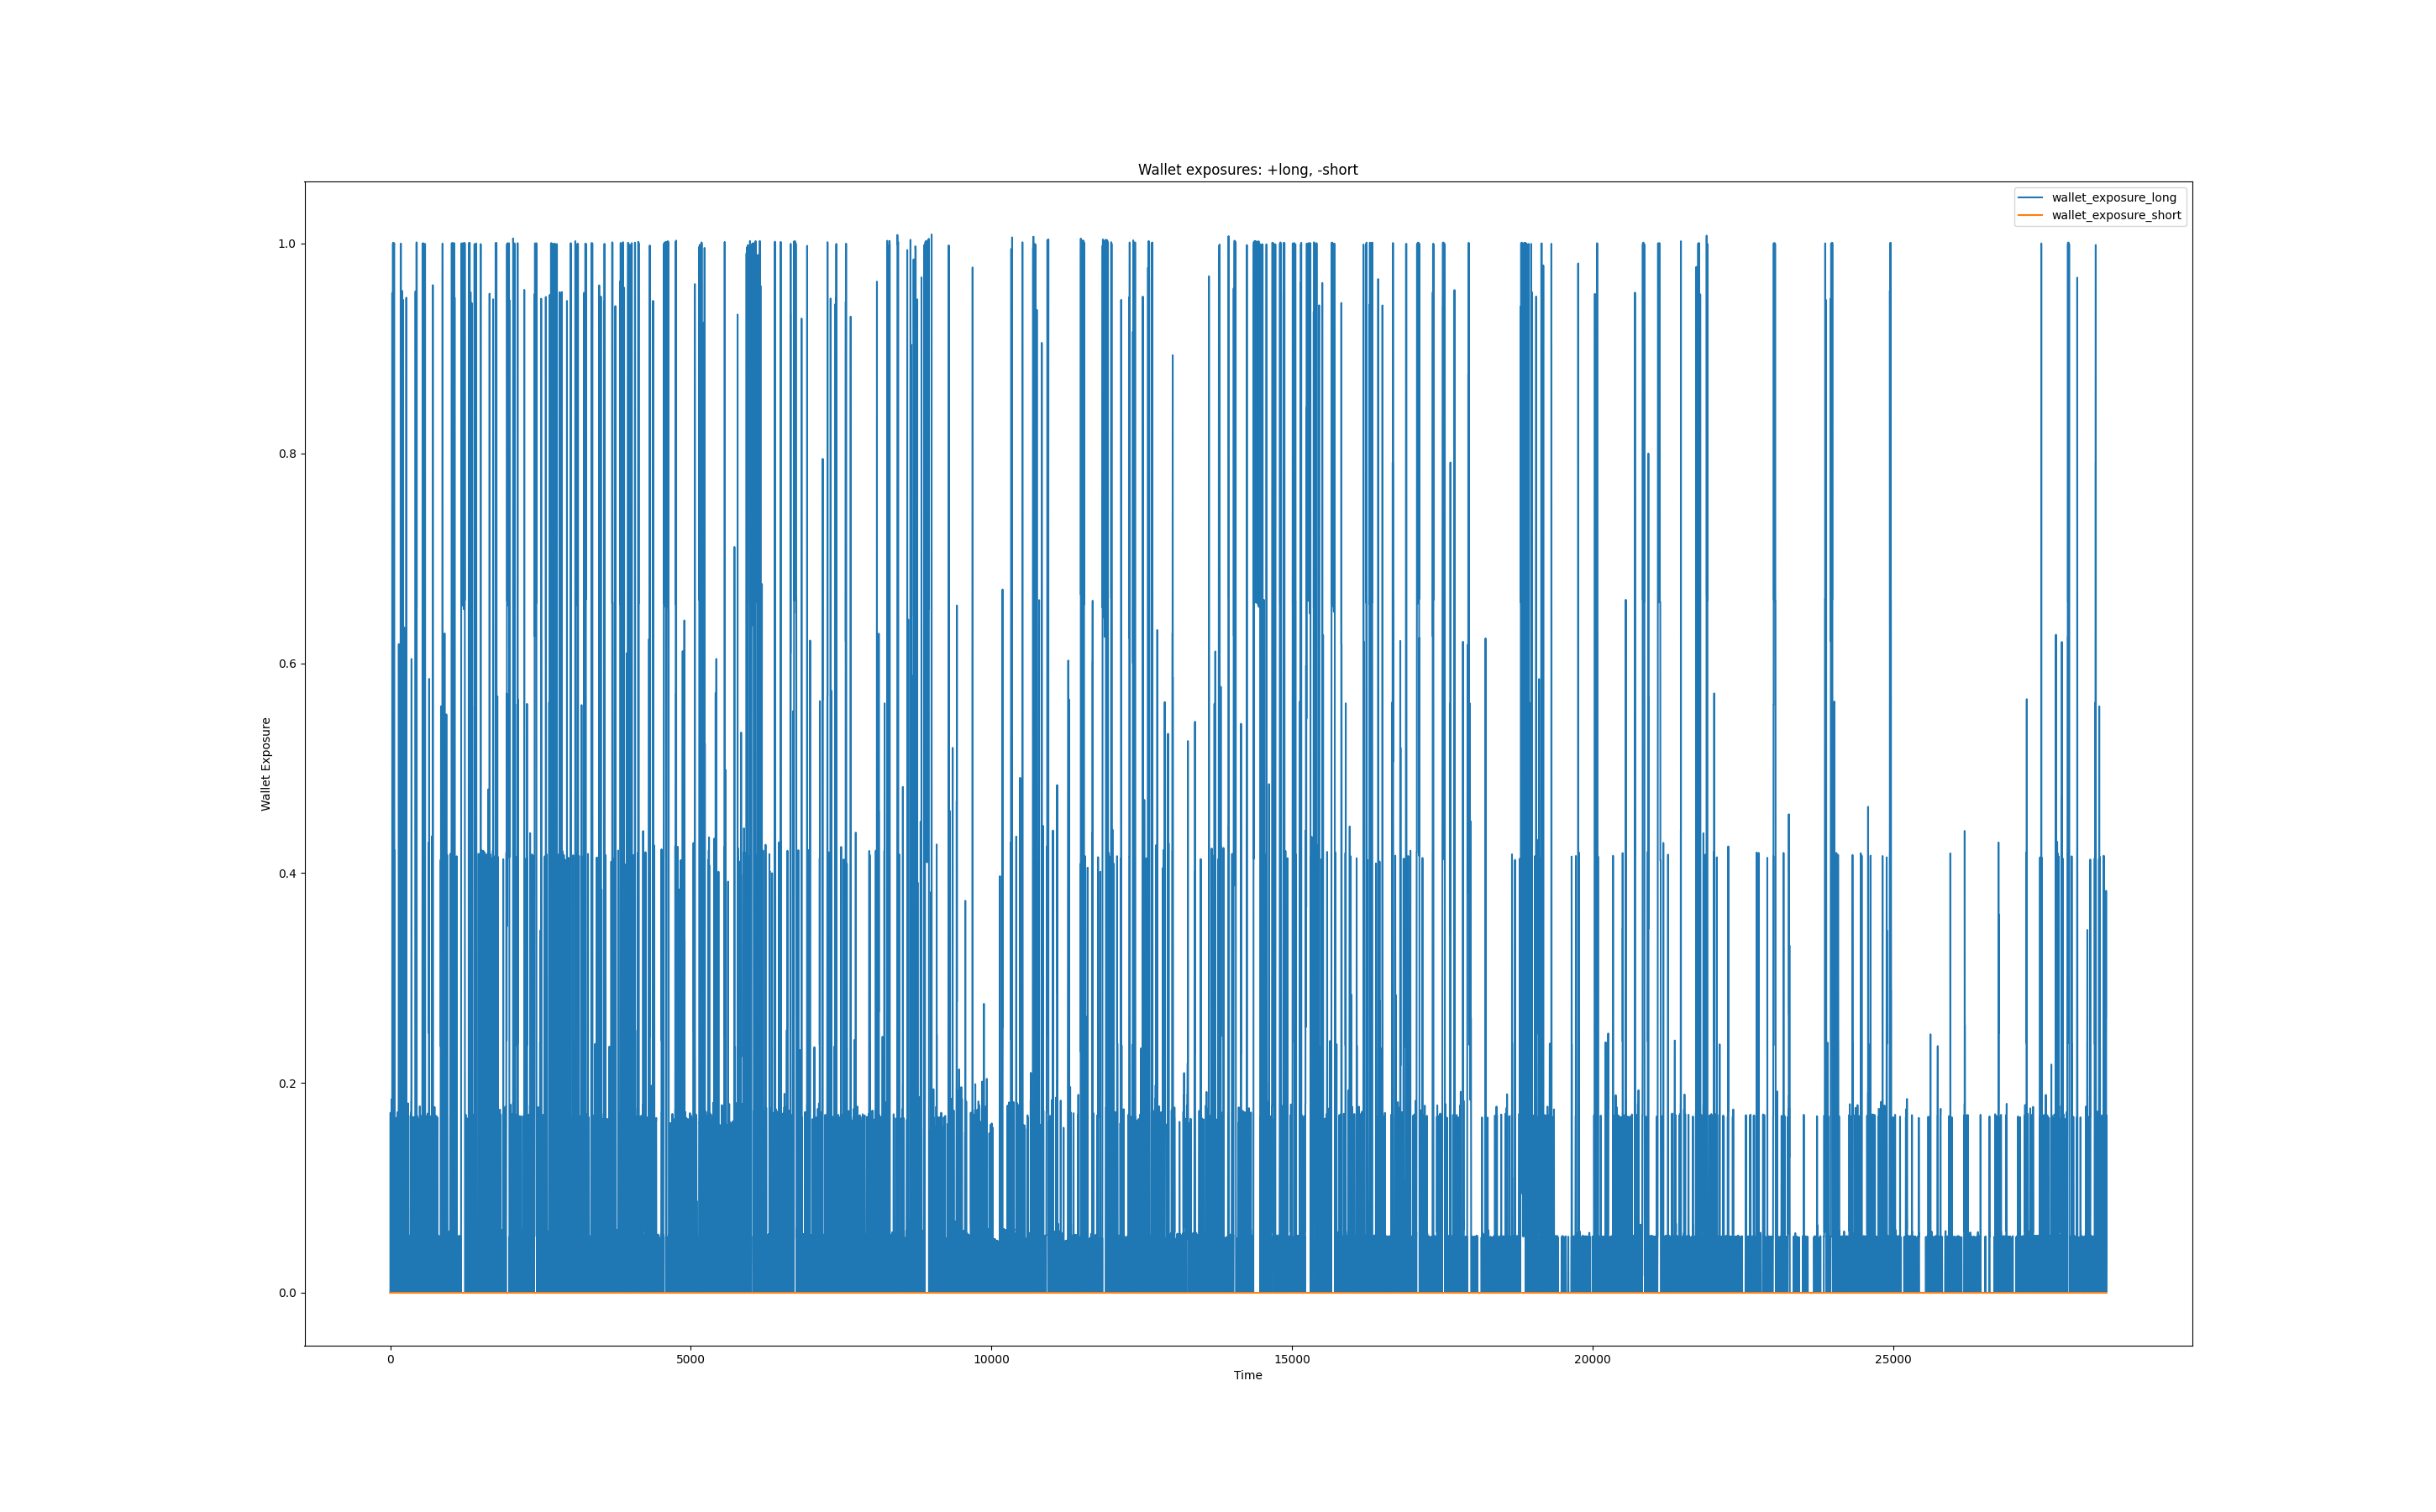 Wallet exposures: +long, -short
wallet_exposure_long
wallet_exposure_short
1.0
0.8
0.6
0.4
0.2
0.0
Wallet Exposure
0 5000 10000 15000 20000 25000
Time